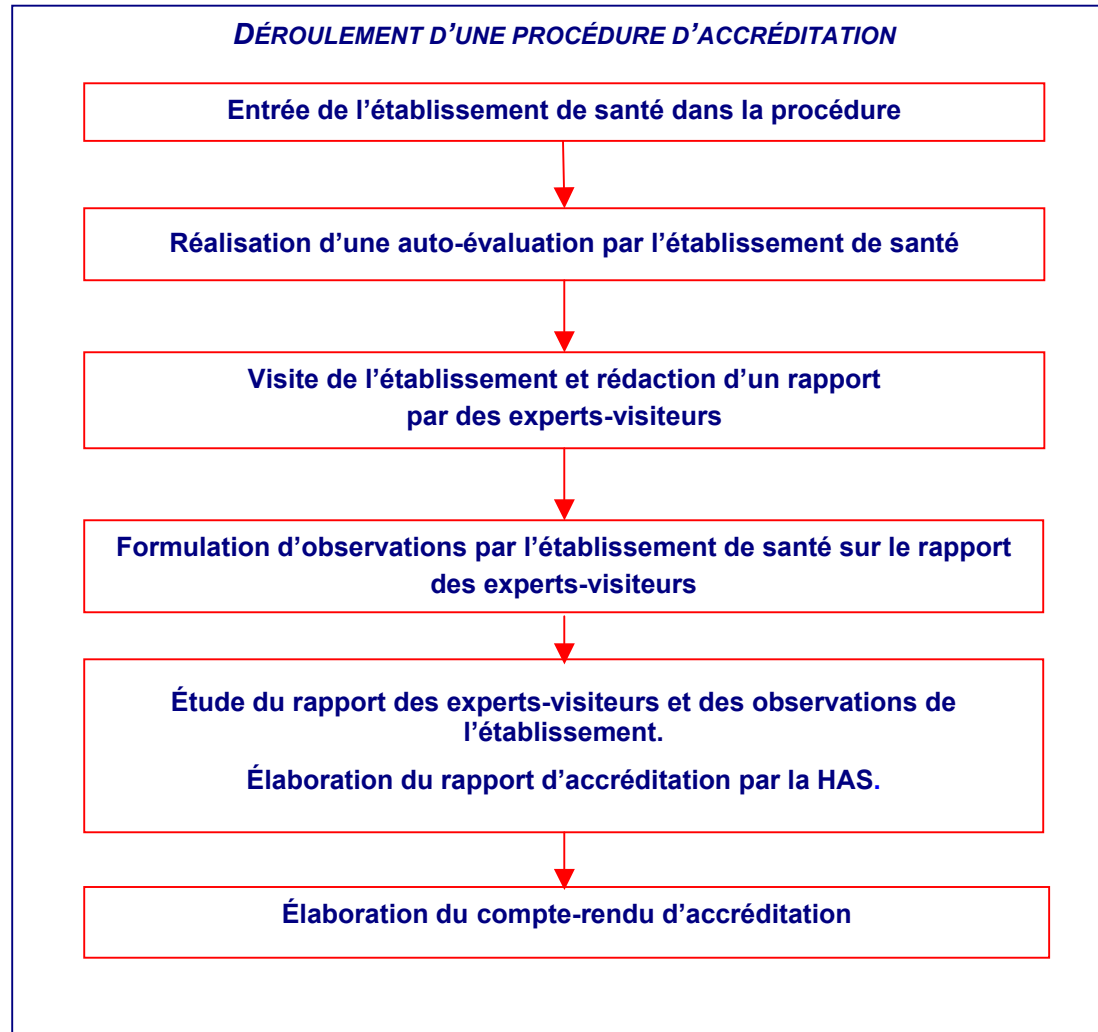 DÉROULEMENT D’UNE PROCÉDURE D’ACCRÉDITATION
Entrée de l’établissement de santé dans la procédure
Réalisation d’une auto-évaluation par l’établissement de santé
Visite de l’établissement et rédaction d’un rapport
par des experts-visiteurs
Formulation d’observations par l’établissement de santé sur le rapport
des experts-visiteurs
Étude du rapport des experts-visiteurs et des observations de
l’établissement.
Élaboration du rapport d’accréditation par la HAS.
Élaboration du compte-rendu d’accréditation